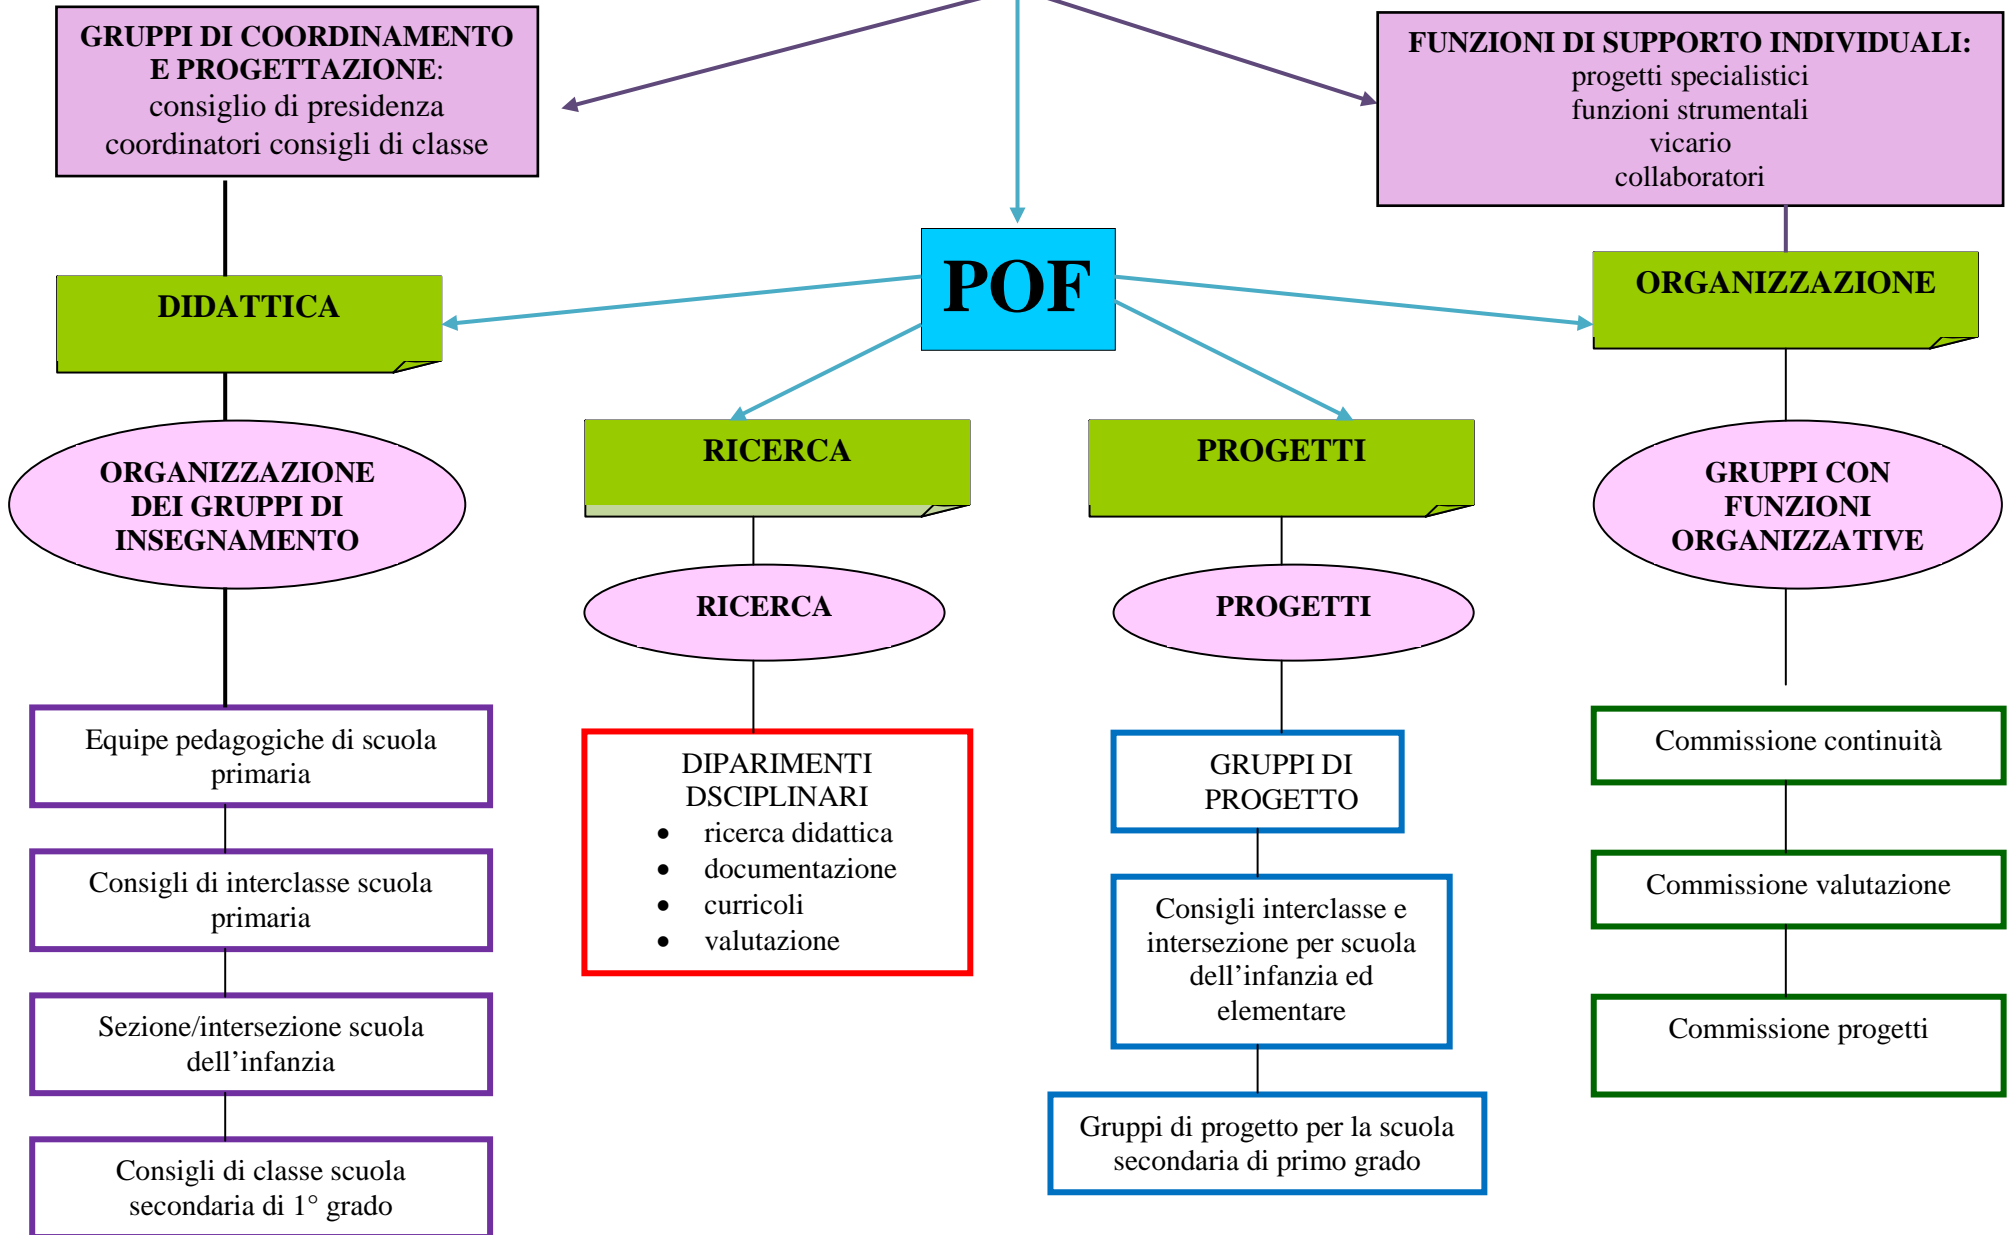 GRUPPI DI COORDINAMENTO
E PROGETTAZIONE:
consiglio di presidenza
coordinatori consigli di classe
FUNZIONI DI SUPPORTO INDIVIDUALI:
progetti specialistici
funzioni strumentali
vicario
collaboratori
POF
DIDATTICA
ORGANIZZAZIONE
RICERCA
PROGETTI
ORGANIZZAZIONE
DEI GRUPPI DI
INSEGNAMENTO
GRUPPI CON
FUNZIONI
ORGANIZZATIVE
RICERCA
PROGETTI
Equipe pedagogiche di scuola
primaria
Consigli di interclasse scuola
primaria
Sezione/intersezione scuola
dell’infanzia
Consigli di classe scuola
secondaria di 1° grado
DIPARIMENTI
DSCIPLINARI
• ricerca didattica
• documentazione
• curricoli
• valutazione
GRUPPI DI
PROGETTO
Consigli interclasse e
intersezione per scuola
dell’infanzia ed
elementare
Gruppi di progetto per la scuola
secondaria di primo grado
Commissione continuità
Commissione valutazione
Commissione progetti